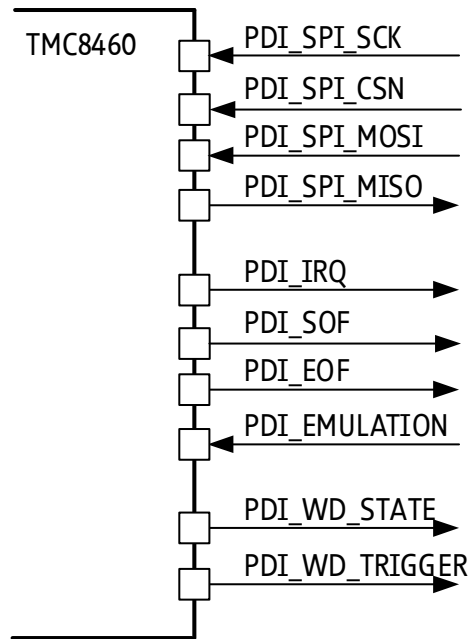 TMC8460
PDI_SPI_SCK
PDI_SPI_CSN
PDI_SPI_MOSI
PDI_SPI_MISO
PDI_IRQ
PDI_SOF
PDI_EOF
PDI_EMULATION
PDI_WD_STATE
PDI_WD_TRIGGER